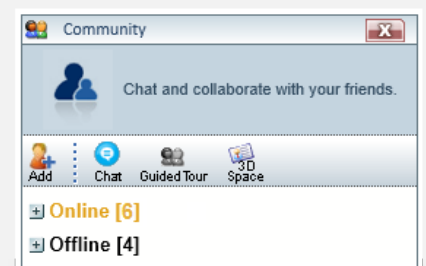 Community
Chat and collaborate with your friends.
Add Chat Guided Tour 3D Space
Online [6]
Offline [4]